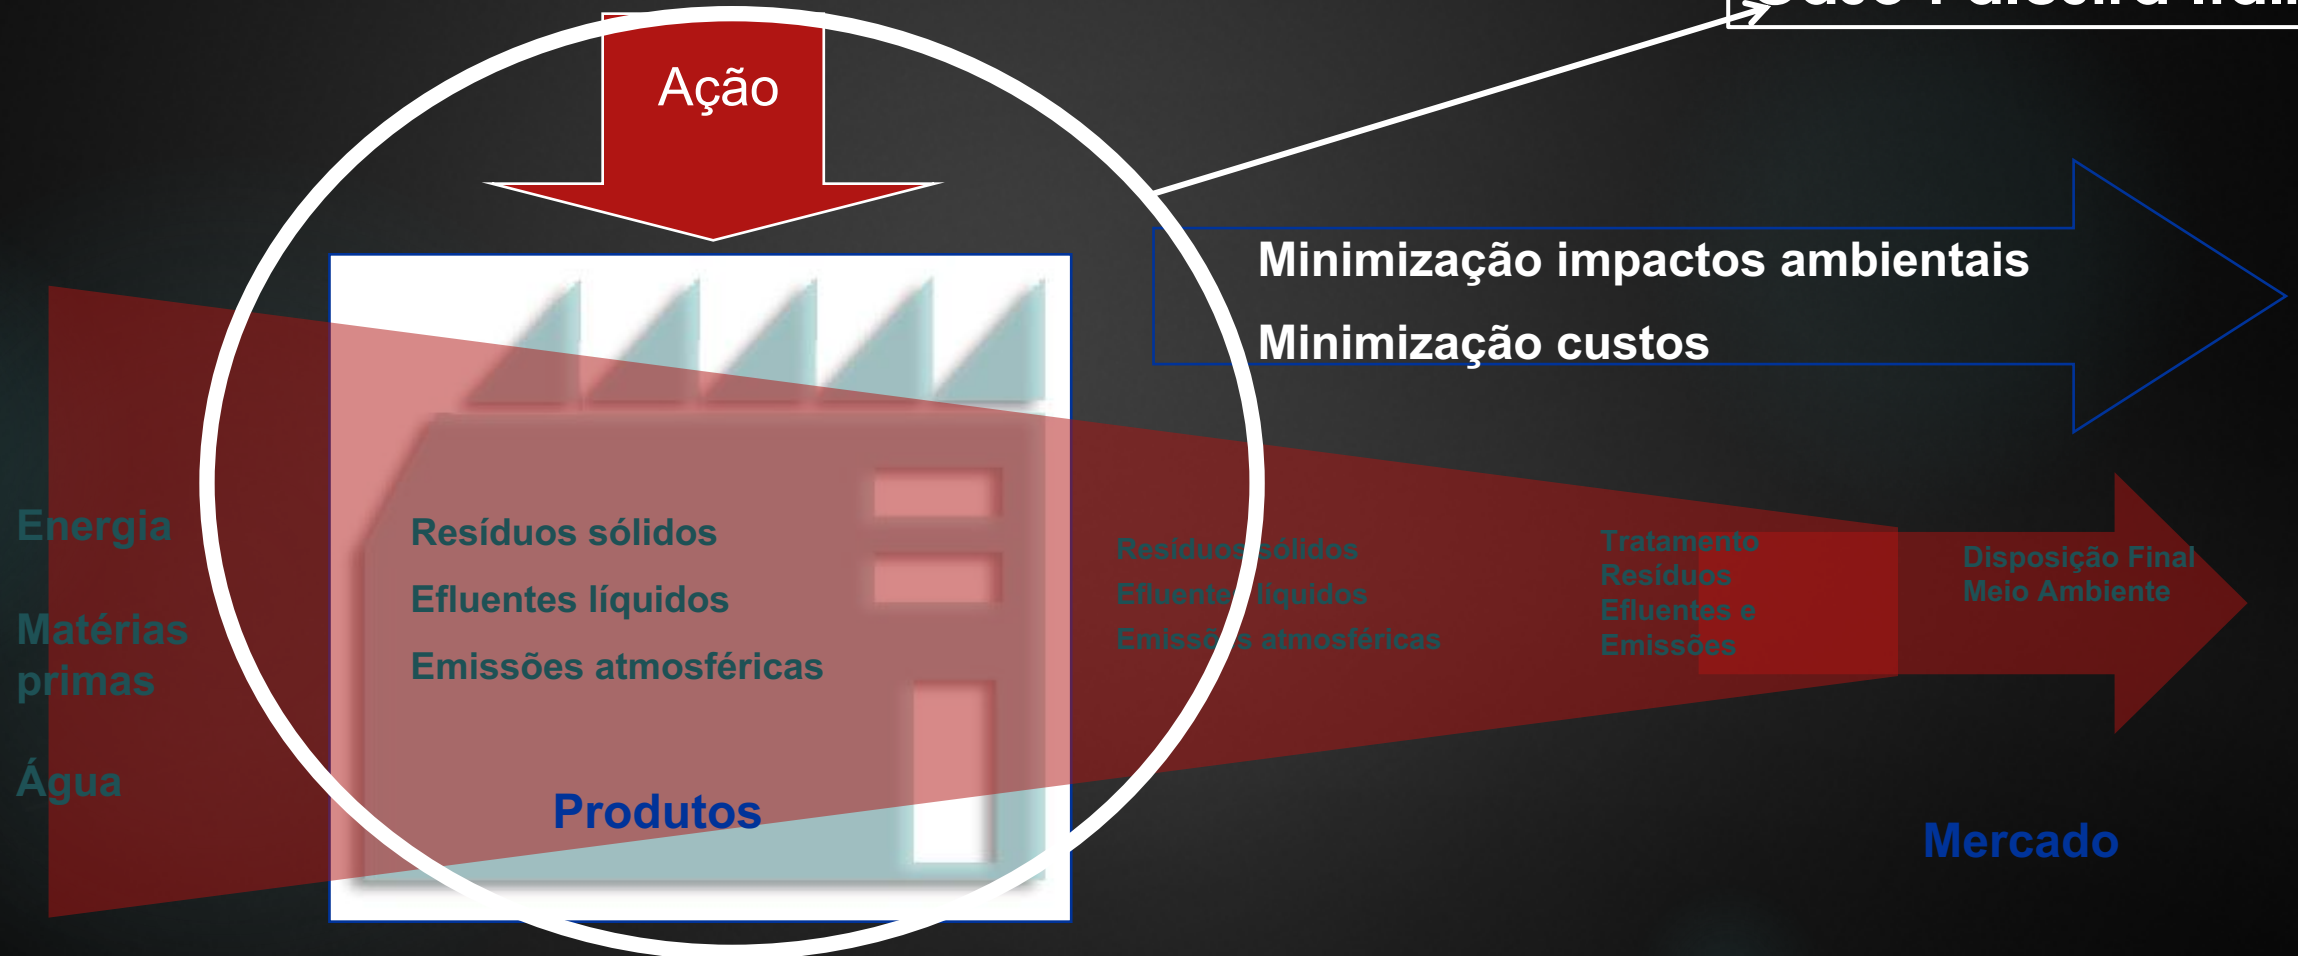 Ação
Minimização impactos ambientais
Minimização custos
Energia
Matérias
primas
Água
Resíduos sólidos
Efluentes líquidos
Emissões atmosféricas
Produtos
Resíduos sólidos
Efluentes líquidos
Emissões atmosféricas
Tratamento
Resíduos
Efluentes e
Emissões
Disposição Final
Meio Ambiente
Mercado